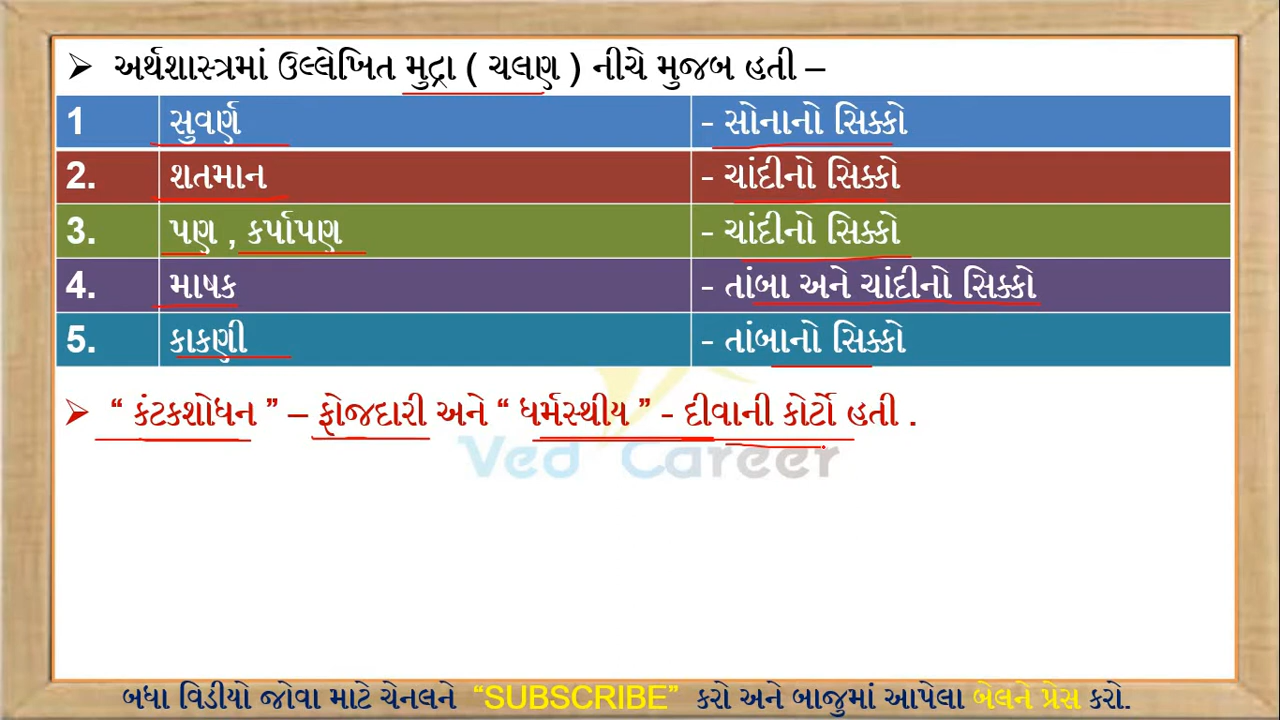 ➢ અર્થશાસ્ત્રમાં ઉલ્લેખિત મુદ્રા ( ચલણ ) નીચે મુજબ હતી –
1 સુવર્ણ - સોનાનો સિક્કો
2. શતમાન - ચાંદીનો સિક્કો
3. પણ , કર્પાપણ - ચાંદીનો સિક્કો
4. માષક - તાંબા અને ચાંદીનો સિક્કો
5. કાકણી - તાંબાનો સિક્કો
➢ “ કંટકશોધન ” – ફોજદારી અને “ ધર્મસ્થીય ” - દીવાની કોર્ટો હતી .
Ved Career
બધા વિડીયો જોવા માટે ચેનલને “SUBSCRIBE” કરો અને બાજુમાં આપેલા બેલને પ્રેસ કરો.